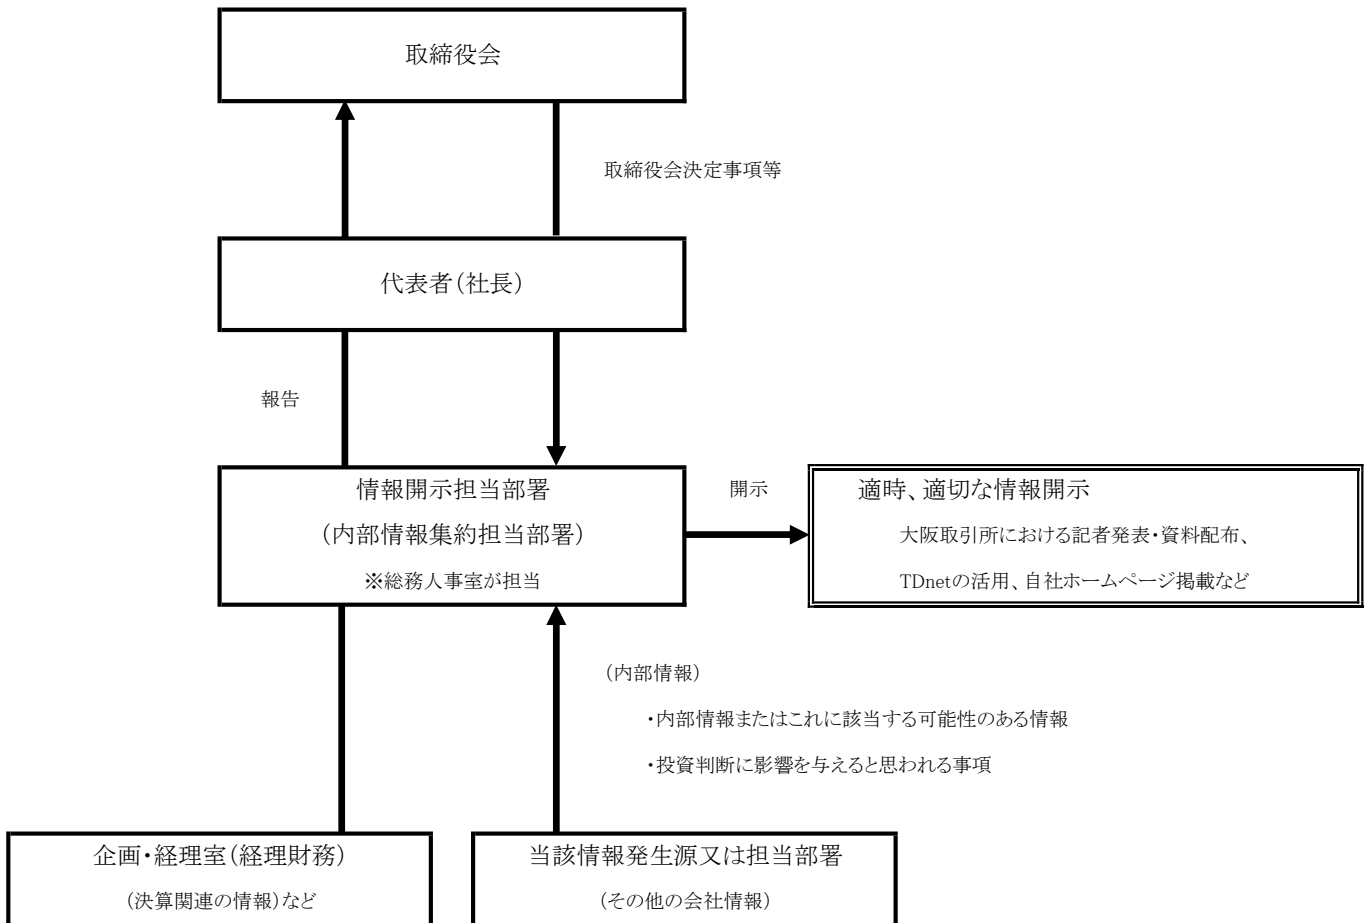 取締役会
取締役会決定事項等
代表者(社長)
報告
情報開示担当部署
(内部情報集約担当部署)
※総務人事室が担当
開示
適時、適切な情報開示
大阪取引所における記者発表・資料配布、
TDnetの活用、自社ホームページ掲載など
(内部情報)
・内部情報またはこれに該当する可能性のある情報
・投資判断に影響を与えると思われる事項
企画・経理室(経理財務)
(決算関連の情報)など
当該情報発生源又は担当部署
(その他の会社情報)